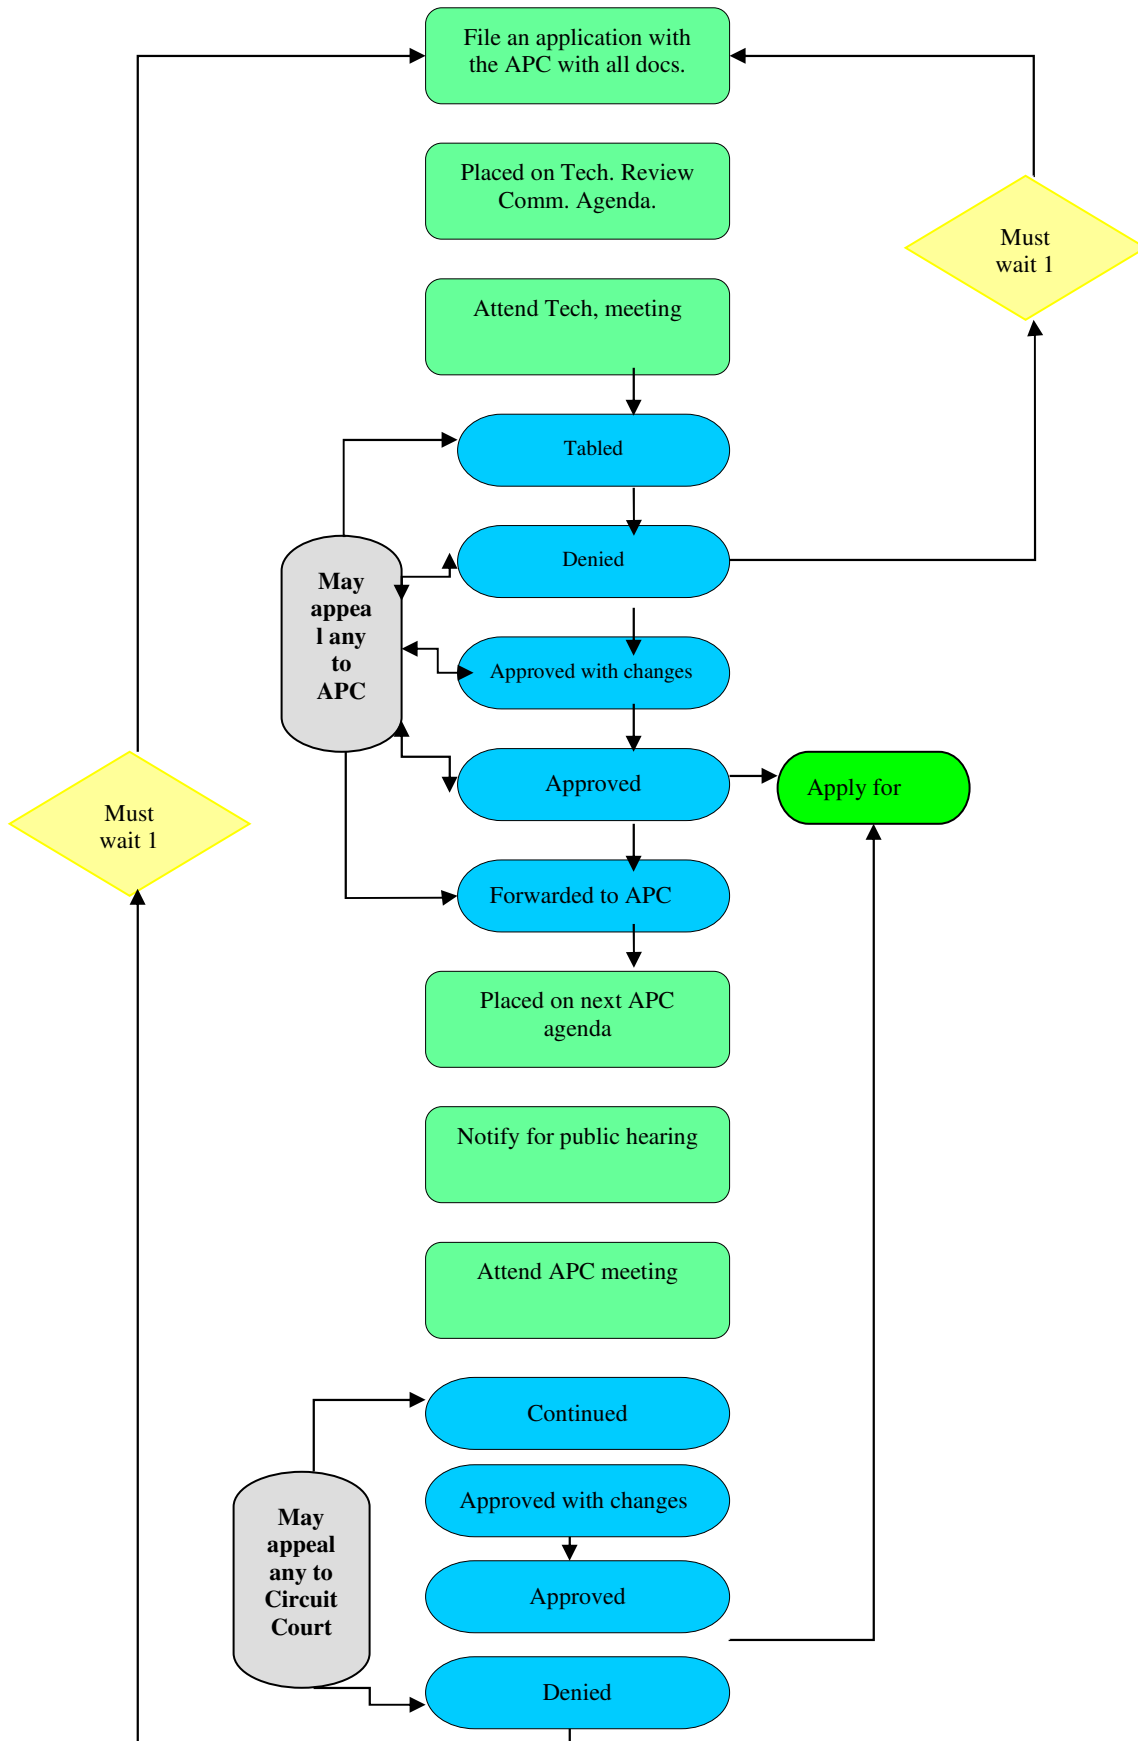 File an application with
the APC with all docs.
Placed on Tech. Review
Comm. Agenda.
Must
wait 1
Attend Tech, meeting
Tabled
Denied
May
appea
l any
to
APC
Approved with changes
Approved
Apply for
Must
wait 1
Forwarded to APC
Placed on next APC
agenda
Notify for public hearing
Attend APC meeting
Continued
Approved with changes
May
appeal
any to
Circuit
Court
Approved
Denied